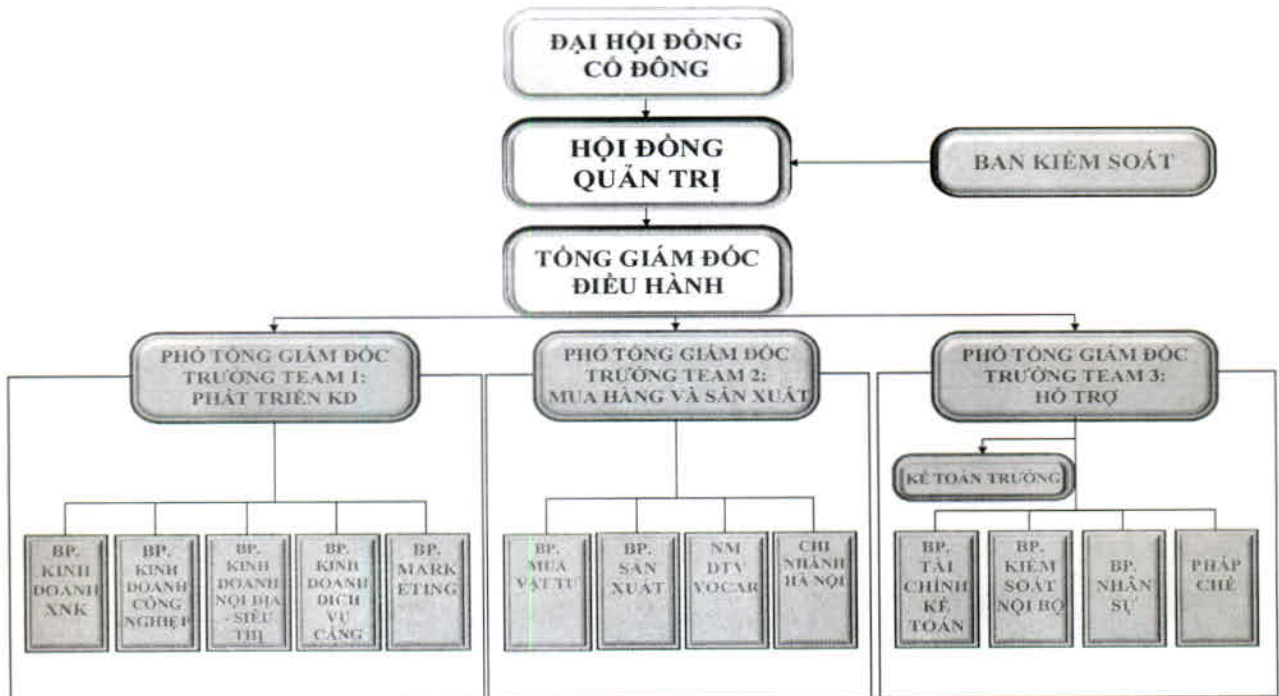 ĐẠI HỘI ĐỒNG
CỔ ĐÔNG
HỘI ĐỒNG
QUẢN TRỊ
BAN KIỂM SOÁT
TỔNG GIÁM ĐỐC
ĐIỀU HÀNH
PHÓ TỔNG GIÁM ĐỐC
TRƯỞNG TEAM 1:
PHÁT TRIỂN KD
PHÓ TỔNG GIÁM ĐỐC
TRƯỞNG TEAM 2:
MUA HÀNG VÀ SẢN XUẤT
PHÓ TỔNG GIÁM ĐỐC
TRƯỞNG TEAM 3:
HỖ TRỢ
KẾ TOÁN TRƯỞNG
BP.
KINH
DOANH
XNK
BP.
KINH
DOANH
CÔNG
NGHIỆP
BP.
KINH
DOANH
NỘI ĐỊA
- SIÊU
THỊ
BP.
KINH
DOANH
DỊCH
VỤ
CẢNG
BP.
MARK
ETING
BP.
MUA
VẬT TƯ
BP.
SẢN
XUẤT
NM
DTV
VOCAR
CHI
NHÁNH
HÀ NỘI
BP.
TÀI
CHÍNH
KẾ
TOÁN
BP.
KIỂM
SOÁT
NỘI BỘ
BP.
NHÂN
SỰ
PHÁP
CHẾ